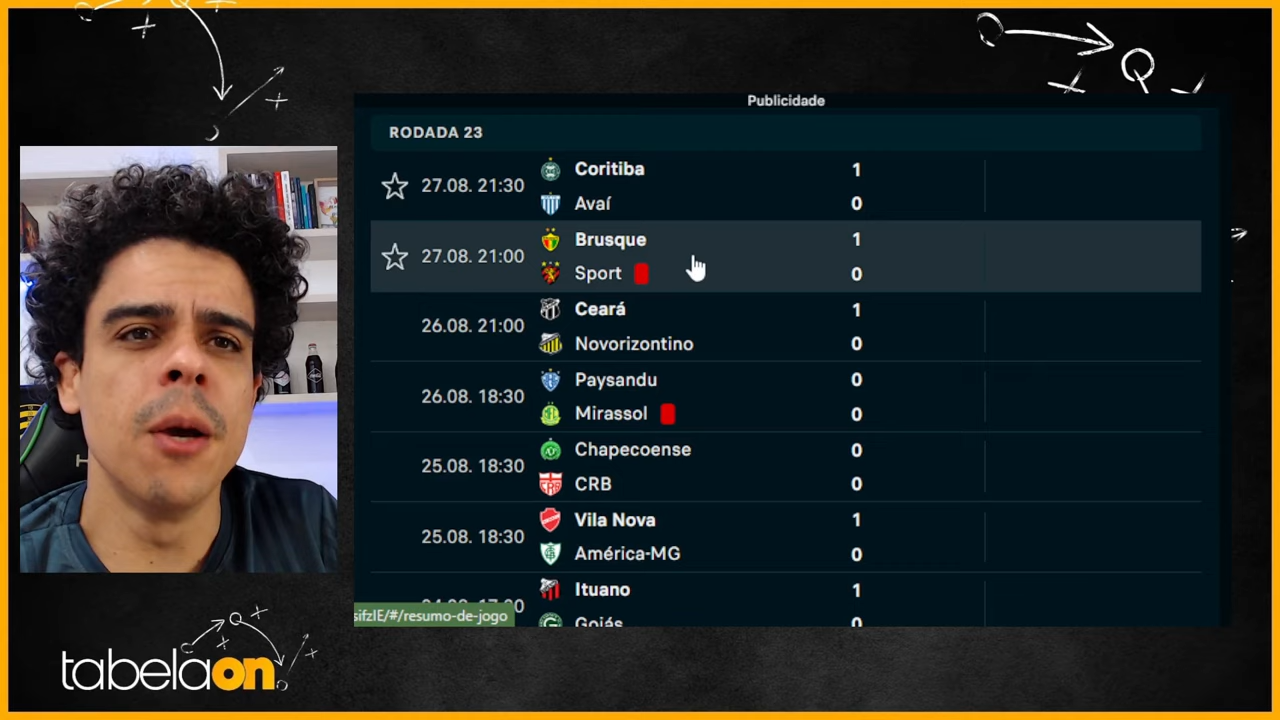 Publicidade
RODADA 23
27.08. 21:30
Coritiba 1
Avaí 0
27.08. 21:00
Brusque 1
Sport 0
26.08. 21:00
Ceará 1
Novorizontino 0
26.08. 18:30
Paysandu 0
Mirassol 0
25.08. 18:30
Chapecoense 0
CRB 0
25.08. 18:30
Vila Nova 1
América-MG 0
Ituano 1
Goiás 0
sifzIE/#/resumo-de-jogo
tabelaon